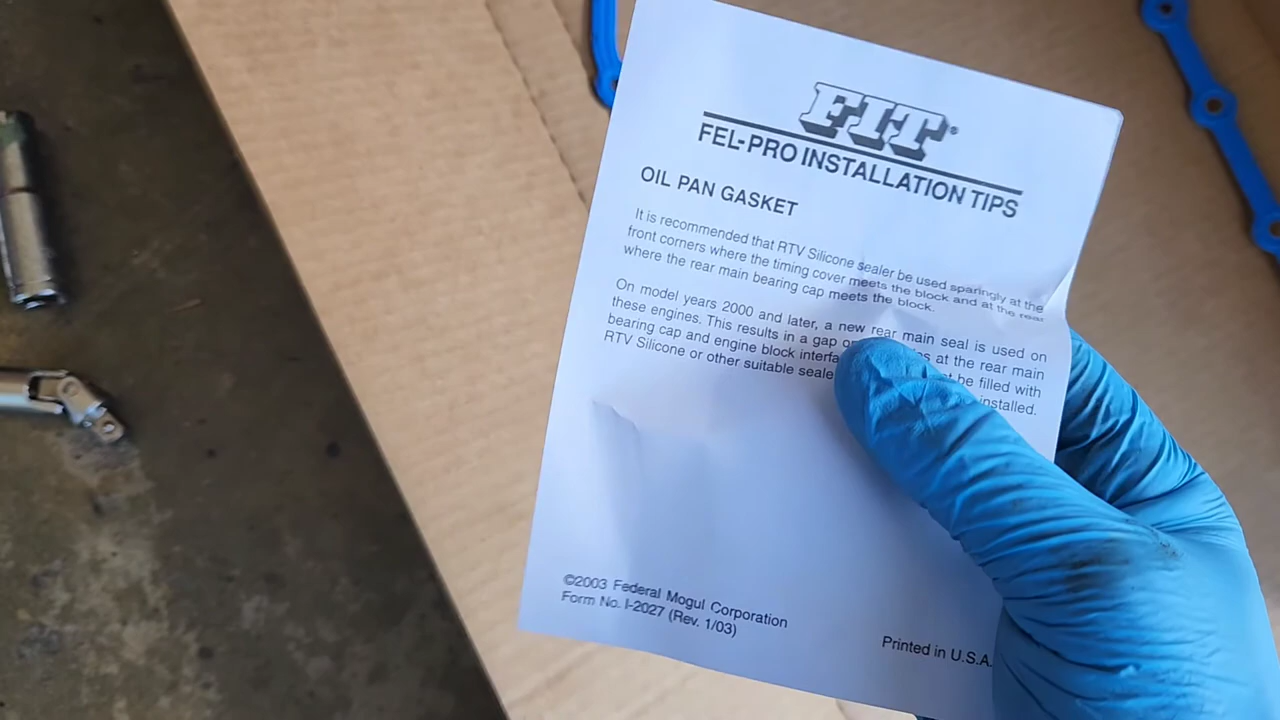 FIT®
FEL-PRO INSTALLATION TIPS
OIL PAN GASKET
It is recommended that RTV Silicone sealer be used sparingly at the
front corners where the timing cover meets the block and at the rear
where the rear main bearing cap meets the block.
On model years 2000 and later, a new rear main seal is used on
these engines. This results in a gap at the rear main
bearing cap and engine block be filled with
RTV Silicone or other suitable installed.
©2003 Federal Mogul Corporation
Form No. I-2027 (Rev. 1/03)
Printed in U.S.A.